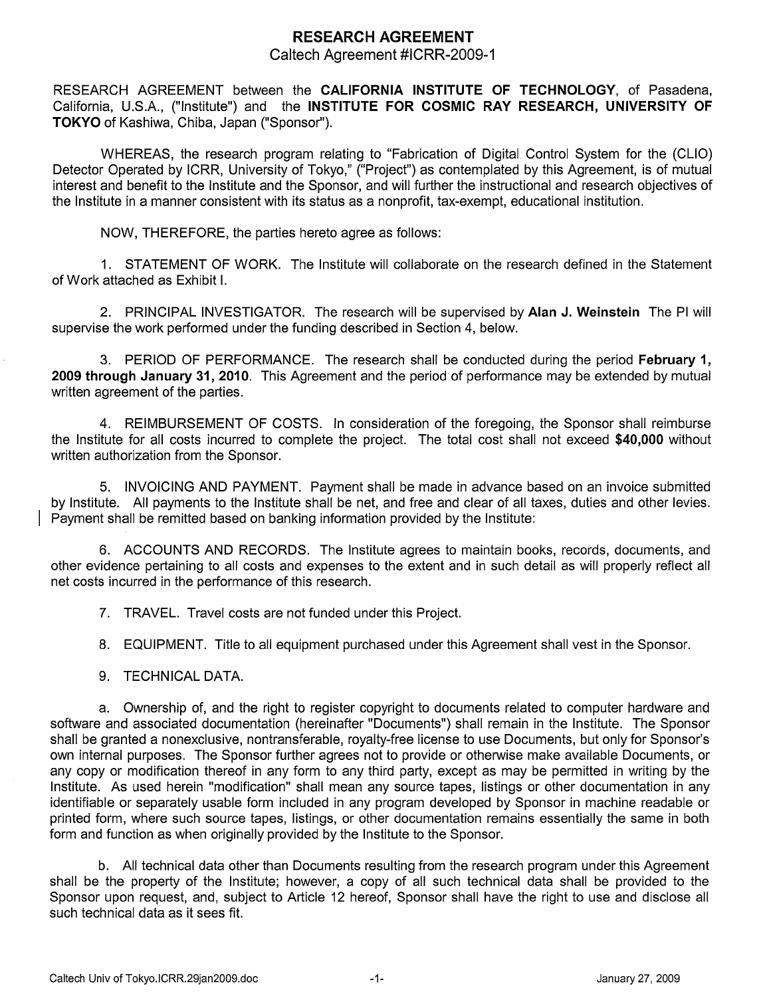 RESEARCH AGREEMENT
Caltech Agreement #ICRR-2009-1
RESEARCH AGREEMENT between the CALIFORNIA INSTITUTE OF TECHNOLOGY, of Pasadena,
California, U.S.A., ("Institute") and the INSTITUTE FOR COSMIC RAY RESEARCH, UNIVERSITY OF
TOKYO of Kashiwa, Chiba, Japan ("Sponsor").
WHEREAS, the research program relating to “Fabrication of Digital Control System for the (CLIO)
Detector Operated by ICRR, University of Tokyo,” (“Project”) as contemplated by this Agreement, is of mutual
interest and benefit to the Institute and the Sponsor, and will further the instructional and research objectives of
the Institute in a manner consistent with its status as a nonprofit, tax-exempt, educational institution.
NOW, THEREFORE, the parties hereto agree as follows:
1. STATEMENT OF WORK. The Institute will collaborate on the research defined in the Statement
of Work attached as Exhibit I.
2. PRINCIPAL INVESTIGATOR. The research will be supervised by Alan J. Weinstein The PI will
supervise the work performed under the funding described in Section 4, below.
3. PERIOD OF PERFORMANCE. The research shall be conducted during the period February 1,
2009 through January 31, 2010. This Agreement and the period of performance may be extended by mutual
written agreement of the parties.
4. REIMBURSEMENT OF COSTS. In consideration of the foregoing, the Sponsor shall reimburse
the Institute for all costs incurred to complete the project. The total cost shall not exceed $40,000 without
written authorization from the Sponsor.
5. INVOICING AND PAYMENT. Payment shall be made in advance based on an invoice submitted
by Institute. All payments to the Institute shall be net, and free and clear of all taxes, duties and other levies.
Payment shall be remitted based on banking information provided by the Institute:
6. ACCOUNTS AND RECORDS. The Institute agrees to maintain books, records, documents, and
other evidence pertaining to all costs and expenses to the extent and in such detail as will properly reflect all
net costs incurred in the performance of this research.
7. TRAVEL. Travel costs are not funded under this Project.
8. EQUIPMENT. Title to all equipment purchased under this Agreement shall vest in the Sponsor.
9. TECHNICAL DATA.
a. Ownership of, and the right to register copyright to documents related to computer hardware and
software and associated documentation (hereinafter "Documents") shall remain in the Institute. The Sponsor
shall be granted a nonexclusive, nontransferable, royalty-free license to use Documents, but only for Sponsor's
own internal purposes. The Sponsor further agrees not to provide or otherwise make available Documents, or
any copy or modification thereof in any form to any third party, except as may be permitted in writing by the
Institute. As used herein "modification" shall mean any source tapes, listings or other documentation in any
identifiable or separately usable form included in any program developed by Sponsor in machine readable or
printed form, where such source tapes, listings, or other documentation remains essentially the same in both
form and function as when originally provided by the Institute to the Sponsor.
b. All technical data other than Documents resulting from the research program under this Agreement
shall be the property of the Institute; however, a copy of all such technical data shall be provided to the
Sponsor upon request, and, subject to Article 12 hereof, Sponsor shall have the right to use and disclose all
such technical data as it sees fit.
Caltech Univ of Tokyo.ICRR.29jan2009.doc -1- January 27, 2009